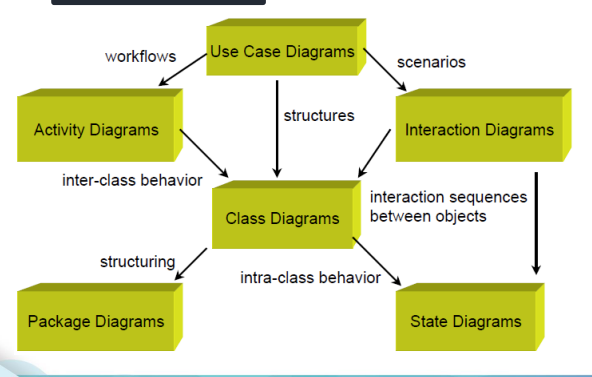 workflows
Use Case Diagrams
scenarios
Activity Diagrams
structures
Interaction Diagrams
inter-class behavior
interaction sequences
between objects
Class Diagrams
structuring
intra-class behavior
Package Diagrams
State Diagrams